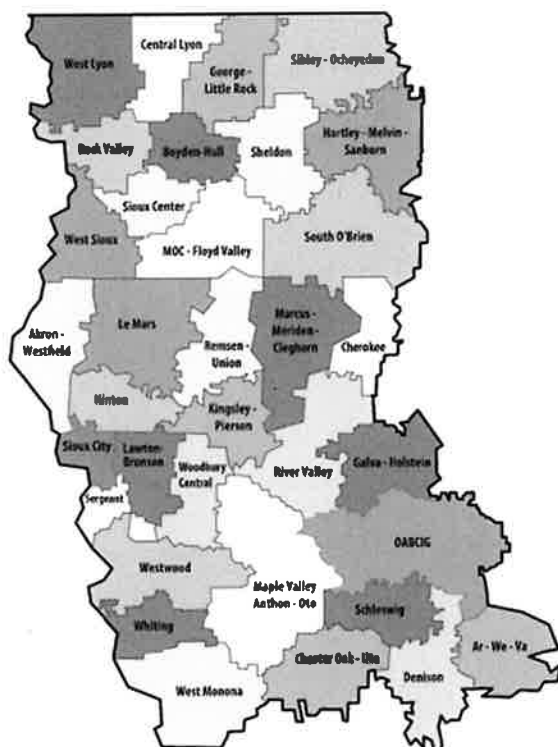 West Lyon
Central Lyon
George -
Little Rock
Sibley - Ocheyedan
Rock Valley
Boyden-Hull
Sheldon
Hartley - Melvin -
Sanborn
Sioux Center
West Sioux
MOC - Floyd Valley
South O'Brien
Akron -
Westfield
Le Mars
Remsen -
Union
Marcus -
Meriden -
Cleghorn
Cherokee
Hinton
Kingsley -
Pierson
Sioux City
Lawton-
Bronson
Woodbury
Central
River Valley
Galva - Holstein
Sergeant
OABCIG
Westwood
Maple Valley
Anthon - Oto
Schleswig
Whiting
Charter Oak - Ute
Ar - We - Va
Denison
West Monona